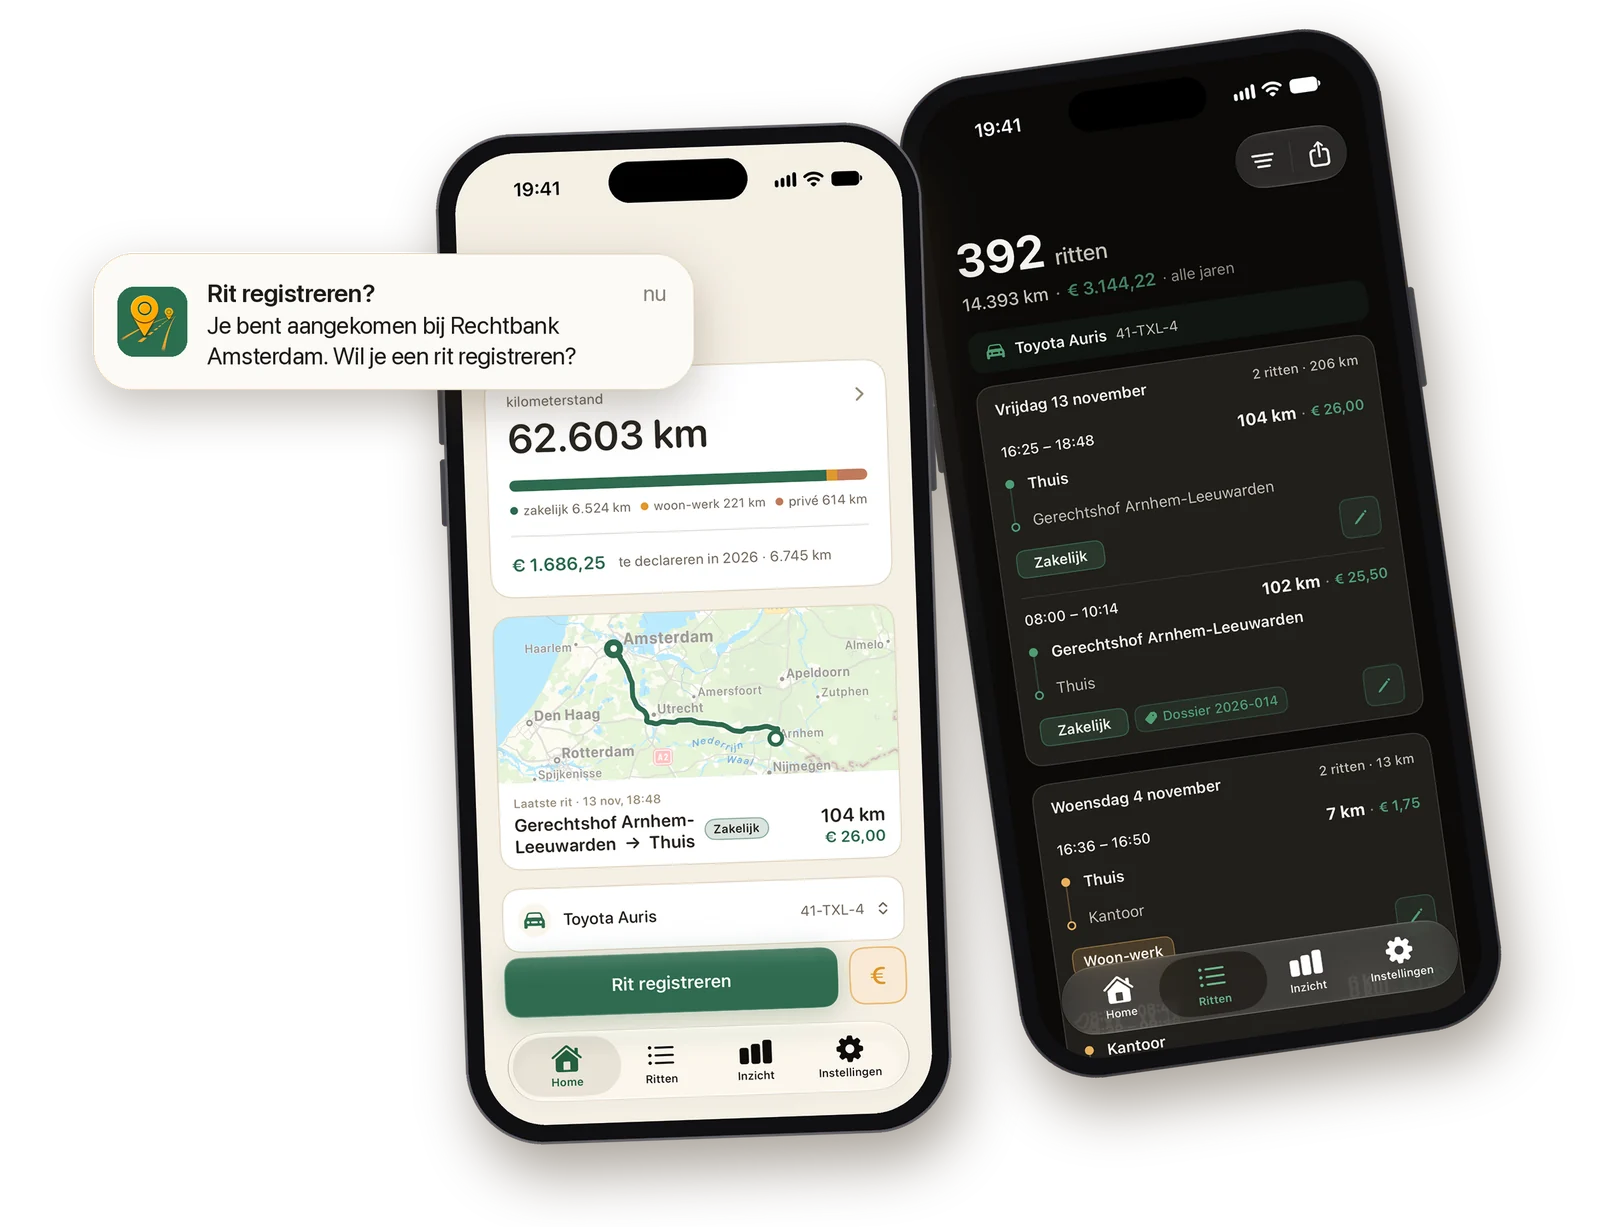 Rit registreren?
nu
Je bent aangekomen bij Rechtbank
Amsterdam. Wil je een rit registreren?
19:41
kilometerstand
62.603 km
zakelijk 6.524 km woon-werk 221 km privé 614 km
€ 1.686,25 te declareren in 2026 · 6.745 km
Amsterdam
Haarlem
Almelo
Apeldoorn
Amersfoort
Zutphen
Utrecht
Den Haag
Arnhem
Nederrijn
Rotterdam
A2
Waal
Nijmegen
Spijkenisse
Laatste rit · 13 nov, 18:48
Gerechtshof Arnhem-
Leeuwarden → Thuis
Zakelijk
104 km
€ 26,00
Toyota Auris 41-TXL-4
Rit registreren
€
Home
Ritten
Inzicht
Instellingen
19:41
392 ritten
14.393 km · € 3.144,22 · alle jaren
Toyota Auris 41-TXL-4
Vrijdag 13 november 2 ritten · 206 km
16:25 – 18:48 104 km · € 26,00
Thuis
Gerechtshof Arnhem-Leeuwarden
Zakelijk
08:00 – 10:14 102 km · € 25,50
Gerechtshof Arnhem-Leeuwarden
Thuis
Zakelijk Dossier 2026-014
Woensdag 4 november 2 ritten · 13 km
16:36 – 16:50 7 km · € 1,75
Thuis
Kantoor
Woon-werk
Home
Ritten
Inzicht
Instellingen
Kantoor